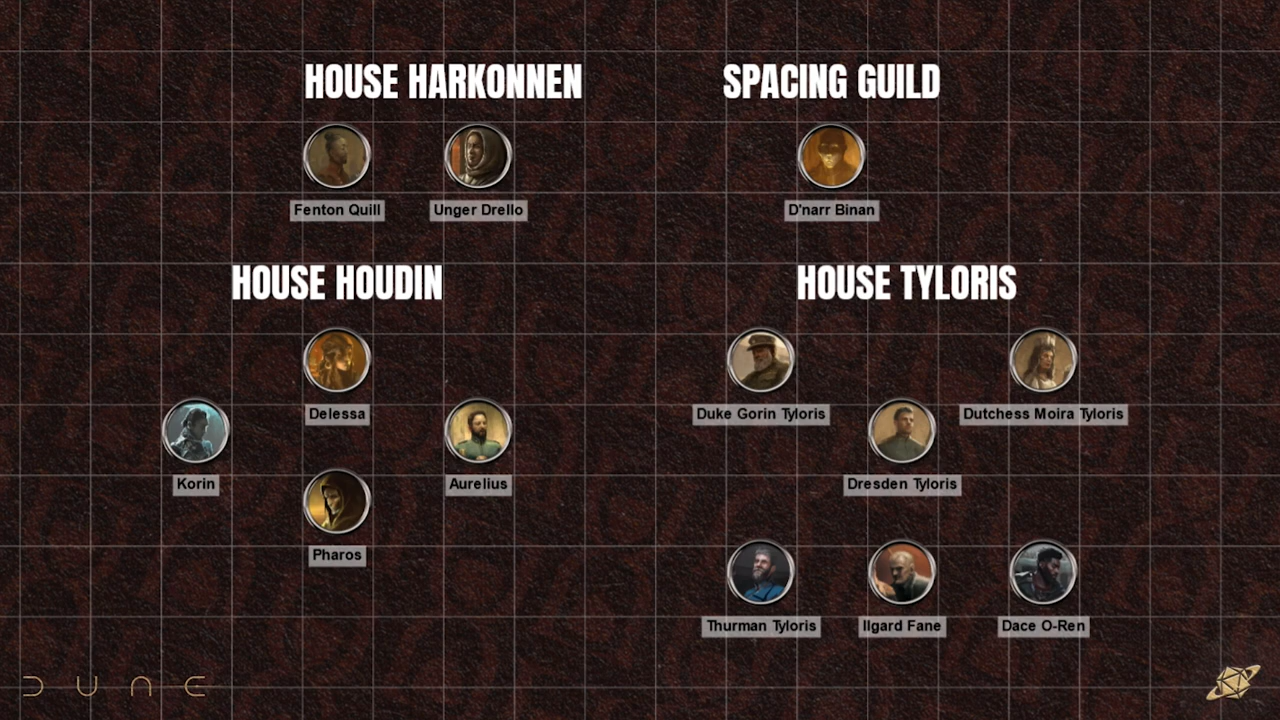 HOUSE HARKONNEN
SPACING GUILD
Fenton Quill
Unger Drello
D'narr Binan
HOUSE HOUDIN
HOUSE TYLORIS
Delessa
Duke Gorin Tyloris
Dutchess Moira Tyloris
Korin
Aurelius
Dresden Tyloris
Pharos
Thurman Tyloris
Ilgard Fane
Dace O-Ren
DUNE